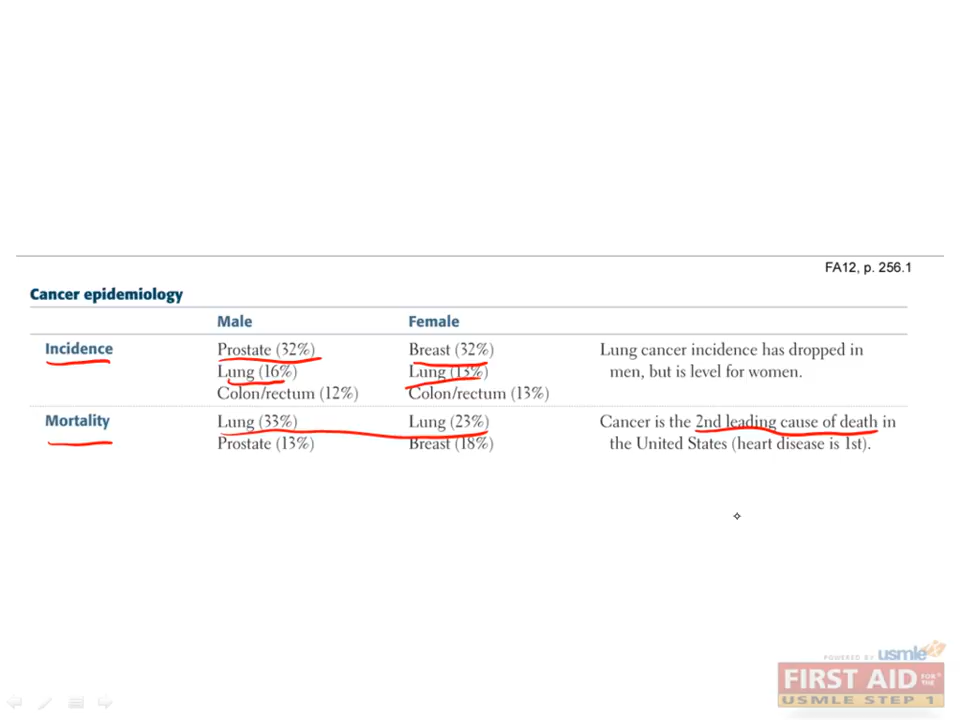 FA12, p. 256.1
Cancer epidemiology
Male Female
Incidence Prostate (32%) Breast (32%) Lung cancer incidence has dropped in
Lung (16%) Lung (13%) men, but is level for women.
Colon/rectum (12%) Colon/rectum (13%)
Mortality Lung (33%) Lung (23%) Cancer is the 2nd leading cause of death in
Prostate (13%) Breast (18%) the United States (heart disease is 1st).
POWERED BY usmle
FIRST AID FOR THE
USMLE STEP 1